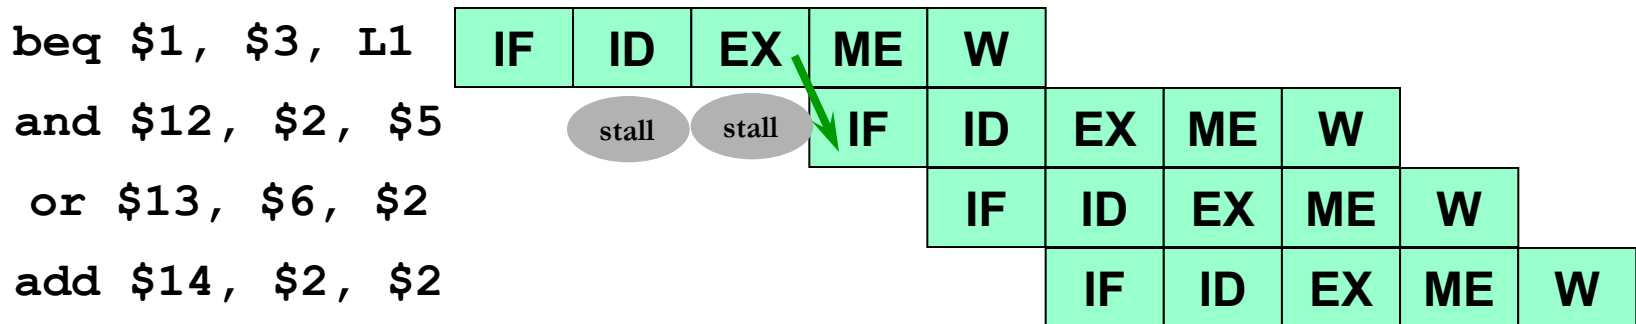 beq $1, $3, L1 IF ID EX ME W
and $12, $2, $5 stall stall IF ID EX ME W
or $13, $6, $2 IF ID EX ME W
add $14, $2, $2 IF ID EX ME W